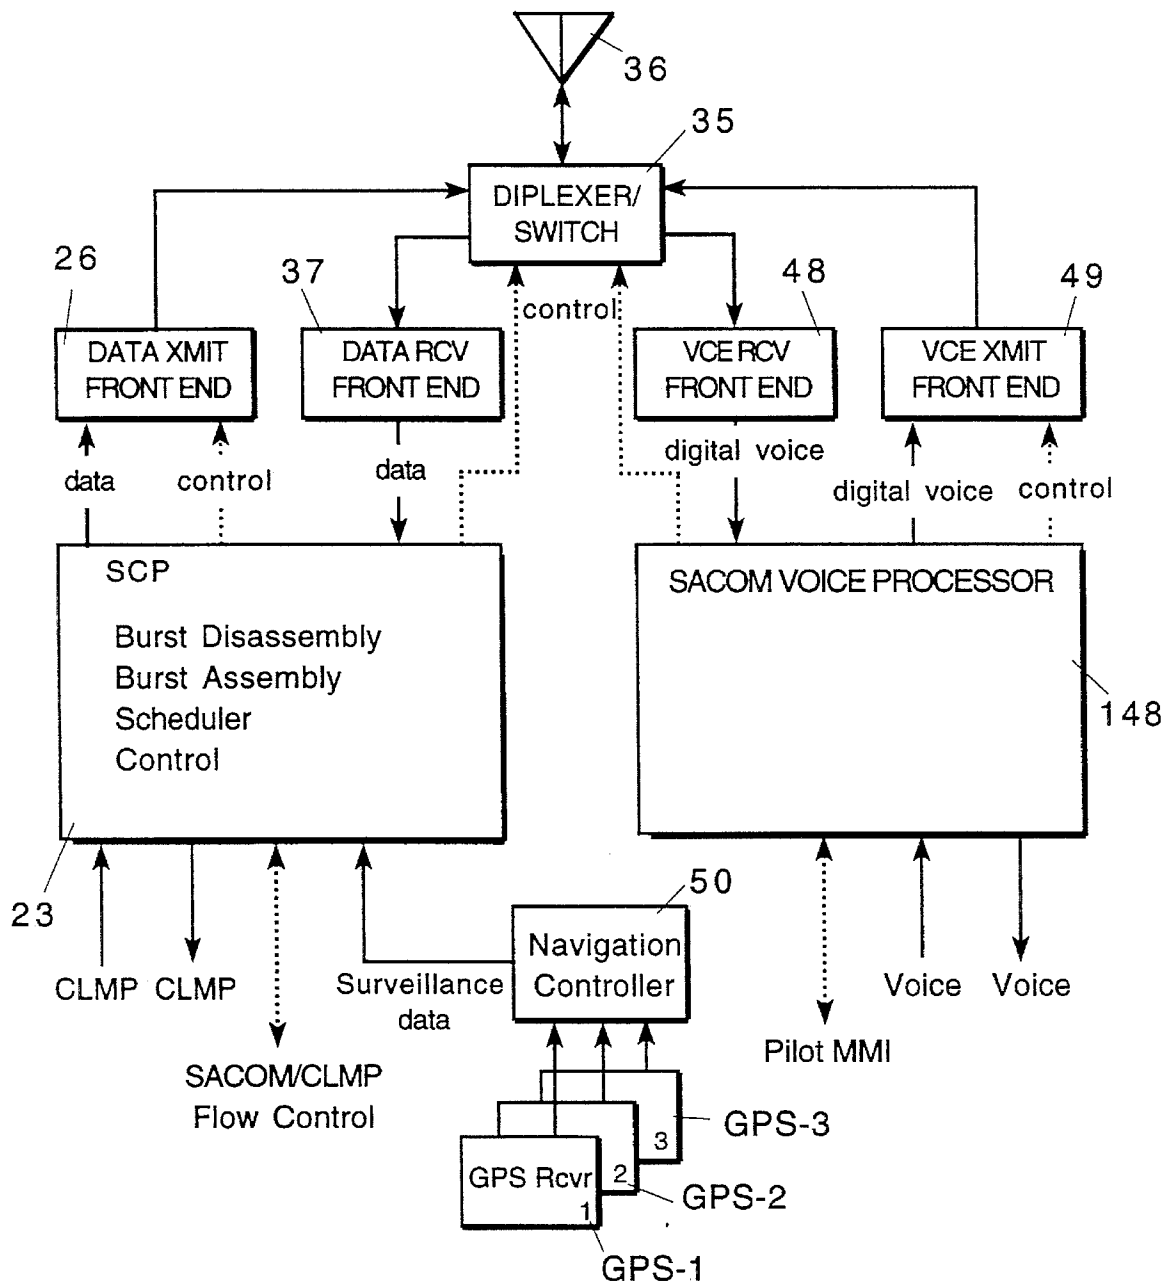 36
35
DIPLEXER/
SWITCH
26
37
48
49
control
DATA XMIT
FRONT END
DATA RCV
FRONT END
VCE RCV
FRONT END
VCE XMIT
FRONT END
data
control
data
digital voice
digital voice
control
SCP
Burst Disassembly
Burst Assembly
Scheduler
Control
SACOM VOICE PROCESSOR
148
23
50
CLMP
CLMP
Surveillance
data
Navigation
Controller
Voice
Voice
Pilot MMI
SACOM/CLMP
Flow Control
GPS-3
3
GPS Rcvr
2
GPS-2
1
GPS-1